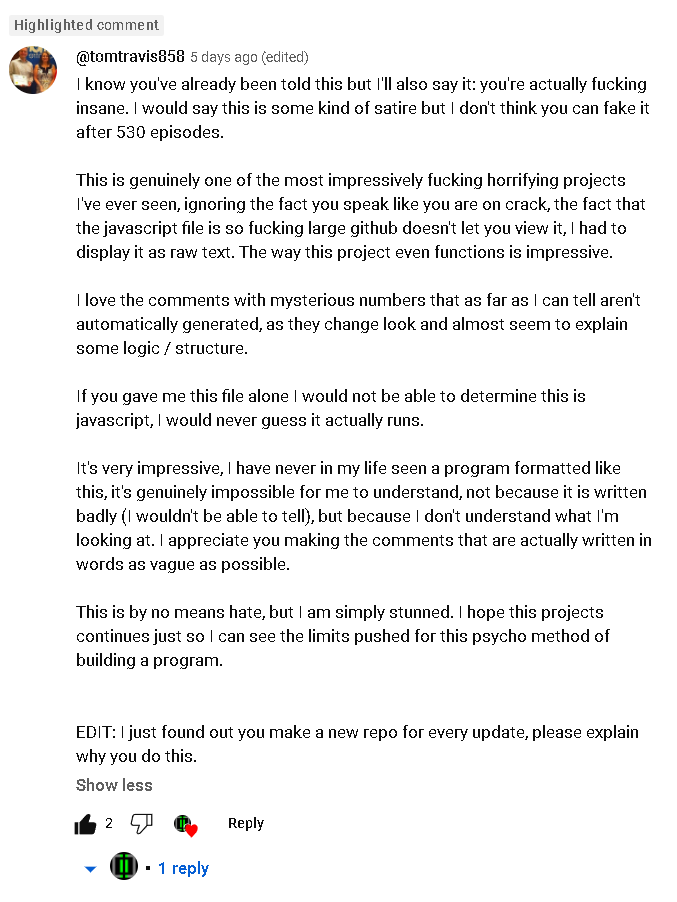 Highlighted comment
@tomtravis858 5 days ago (edited)
I know you've already been told this but I'll also say it: you're actually fucking
insane. I would say this is some kind of satire but I don't think you can fake it
after 530 episodes.
This is genuinely one of the most impressively fucking horrifying projects
I've ever seen, ignoring the fact you speak like you are on crack, the fact that
the javascript file is so fucking large github doesn't let you view it, I had to
display it as raw text. The way this project even functions is impressive.
I love the comments with mysterious numbers that as far as I can tell aren't
automatically generated, as they change look and almost seem to explain
some logic / structure.
If you gave me this file alone I would not be able to determine this is
javascript, I would never guess it actually runs.
It's very impressive, I have never in my life seen a program formatted like
this, it's genuinely impossible for me to understand, not because it is written
badly (I wouldn't be able to tell), but because I don't understand what I'm
looking at. I appreciate you making the comments that are actually written in
words as vague as possible.
This is by no means hate, but I am simply stunned. I hope this projects
continues just so I can see the limits pushed for this psycho method of
building a program.
EDIT: I just found out you make a new repo for every update, please explain
why you do this.
Show less
2 Reply
• 1 reply